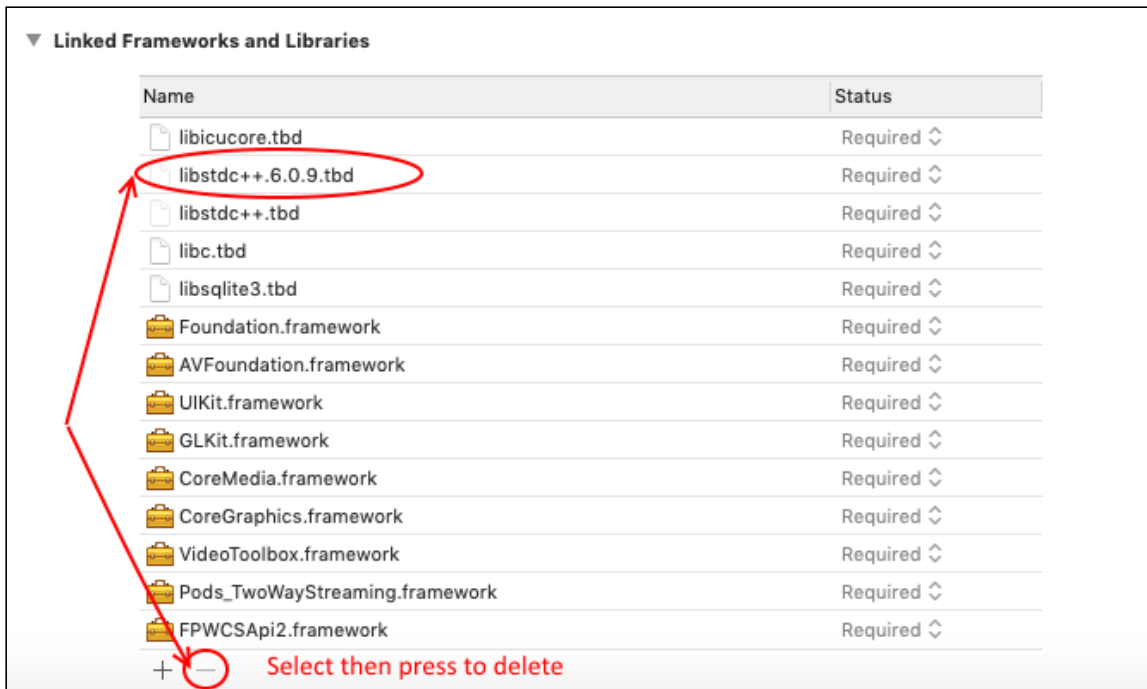 Linked Frameworks and Libraries
Name Status
libicucore.tbd Required
libstdc++.6.0.9.tbd Required
libstdc++.tbd Required
libc.tbd Required
libsqlite3.tbd Required
Foundation.framework Required
AVFoundation.framework Required
UIKit.framework Required
GLKit.framework Required
CoreMedia.framework Required
CoreGraphics.framework Required
VideoToolbox.framework Required
Pods_TwoWayStreaming.framework Required
FPWCSApi2.framework Required
+ − Select then press to delete